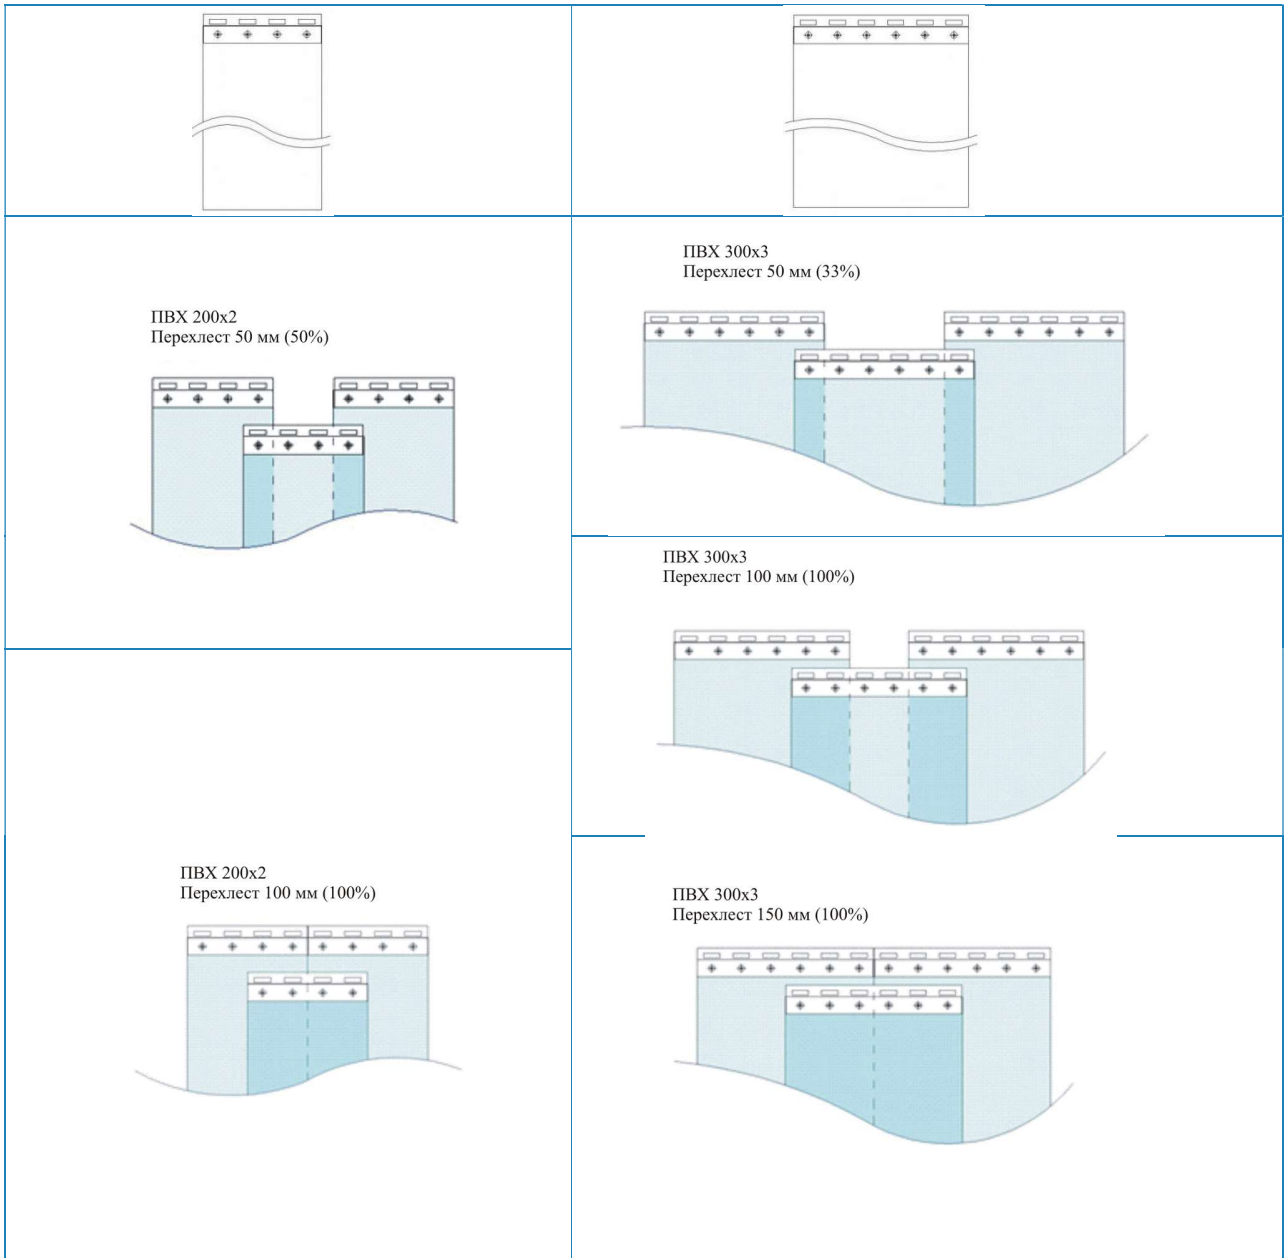 ПВХ 300х3
Перехлест 50 мм (33%)
ПВХ 200х2
Перехлест 50 мм (50%)
ПВХ 300х3
Перехлест 100 мм (100%)
ПВХ 200х2
Перехлест 100 мм (100%)
ПВХ 300х3
Перехлест 150 мм (100%)